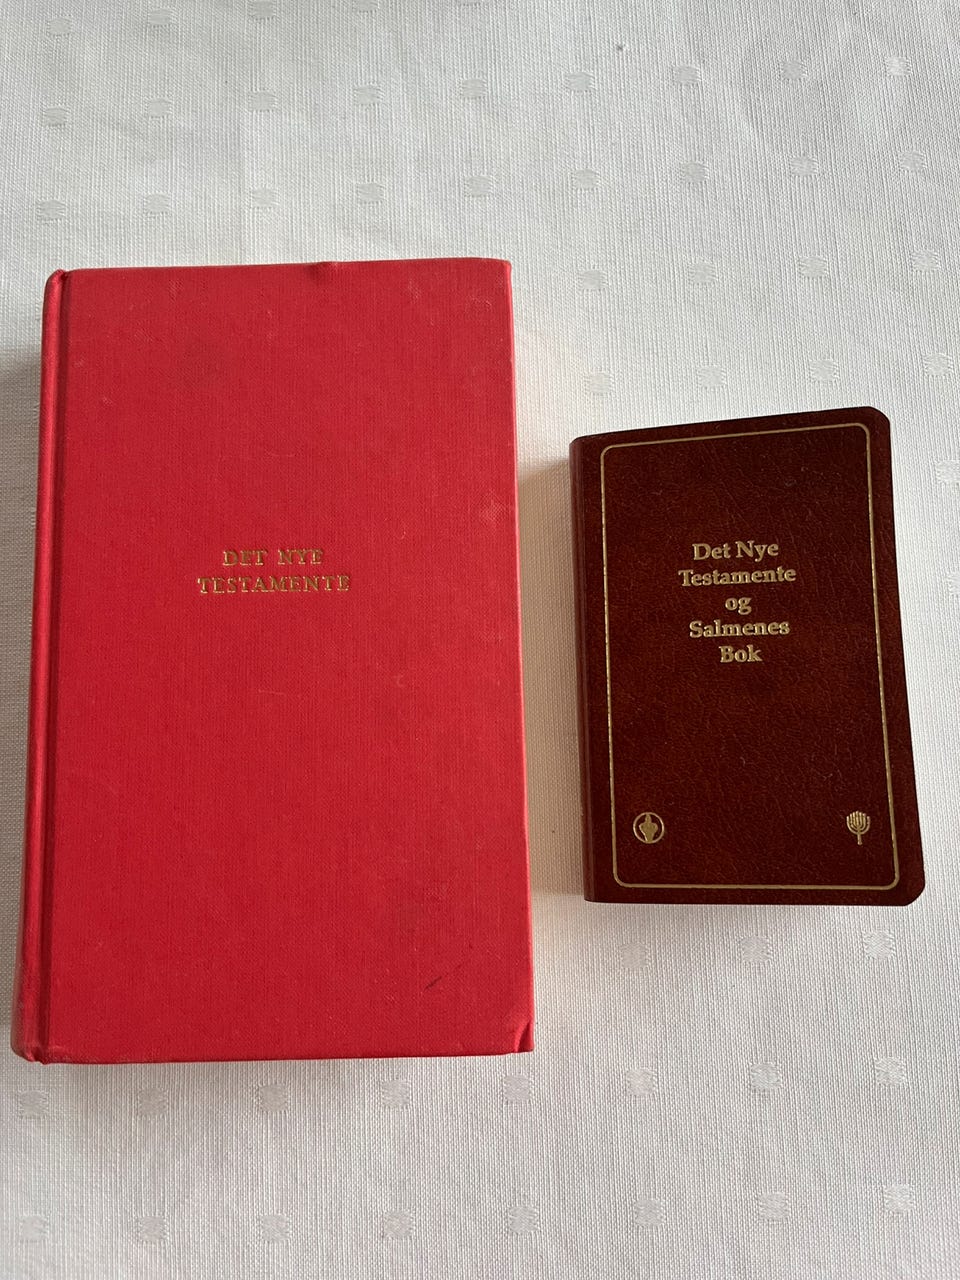 DET NYE
TESTAMENTE
Det Nye
Testamente
og
Salmenes
Bok